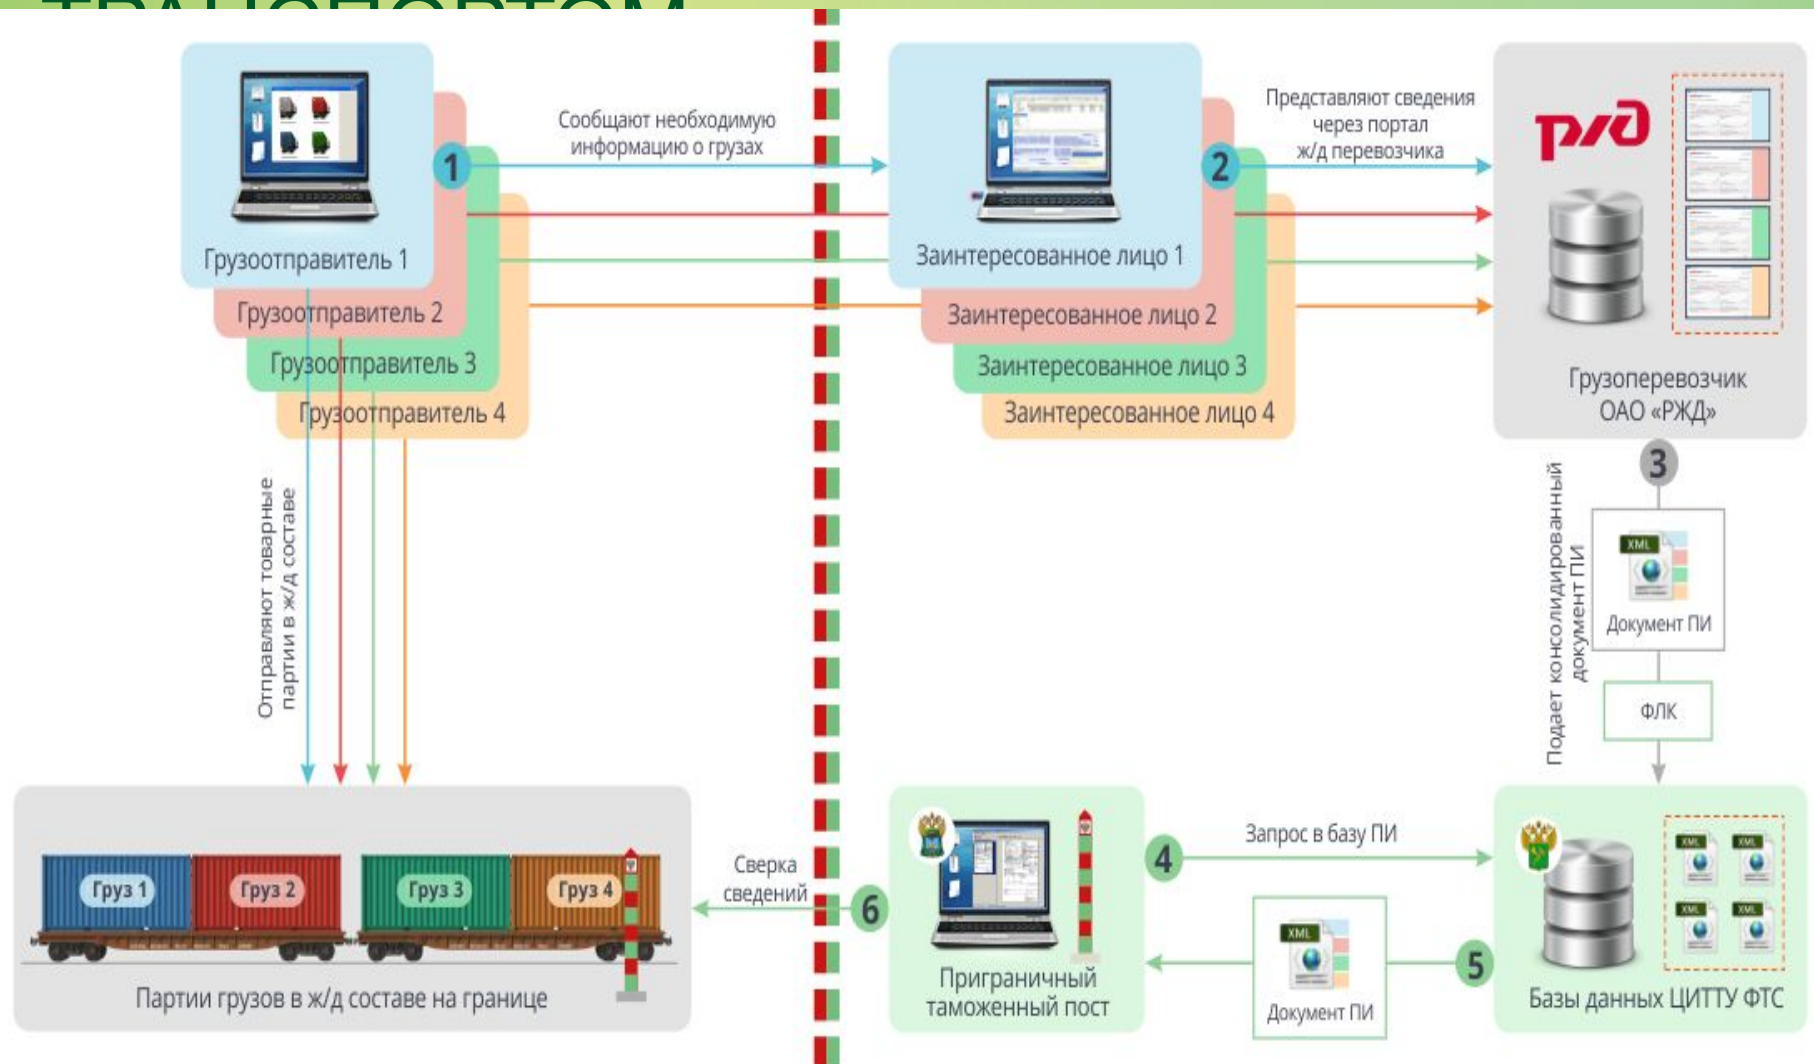 ТРАНСПОРТОМ
Сообщают необходимую
информацию о грузах
Представляют сведения
через портал
ж/д перевозчика
1
2
ржд
Грузоотправитель 1
Грузоотправитель 2
Грузоотправитель 3
Грузоотправитель 4
Заинтересованное лицо 1
Заинтересованное лицо 2
Заинтересованное лицо 3
Заинтересованное лицо 4
Грузоперевозчик
ОАО «РЖД»
3
Отправляют товарные
партии в ж/д составе
Подает консолидированный
документ ПИ
XML
Документ ПИ
ФЛК
Груз 1
Груз 2
Груз 3
Груз 4
Партии грузов в ж/д составе на границе
Сверка
сведений
6
Приграничный
таможенный пост
4
Запрос в базу ПИ
5
XML
Документ ПИ
XML
XML
XML
XML
Базы данных ЦИТТУ ФТС